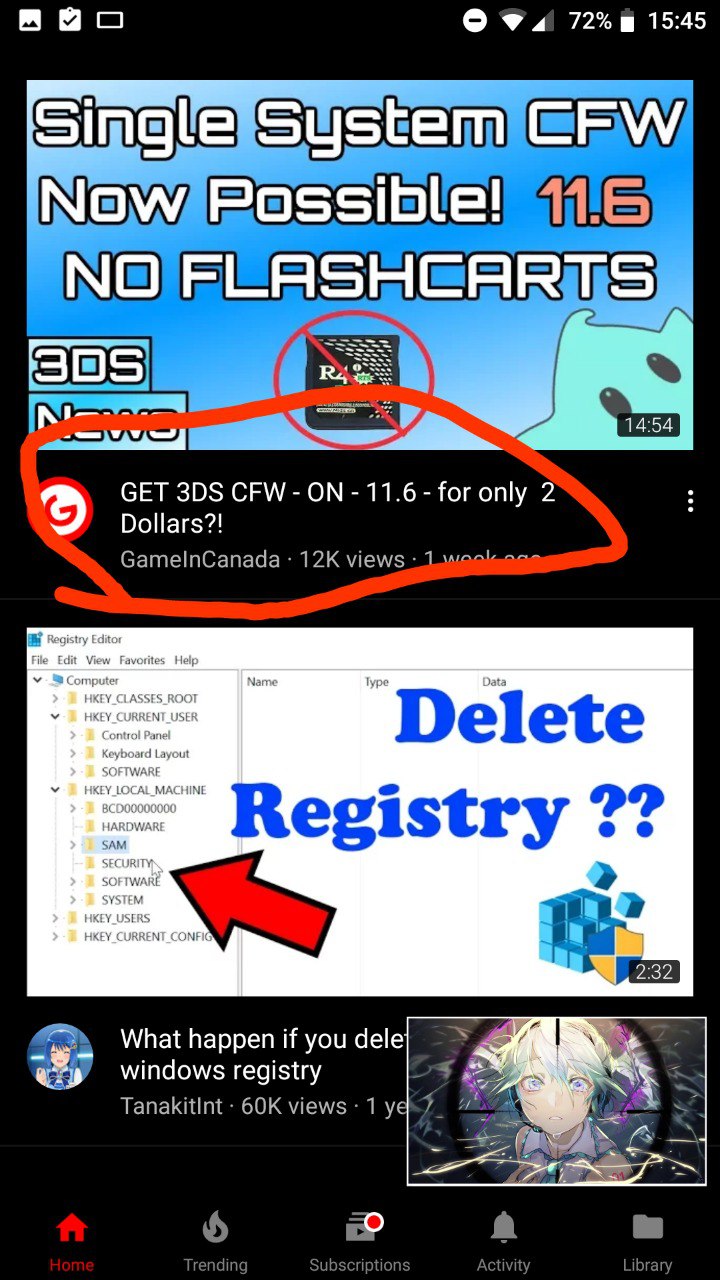 72% 15:45
Single System CFW
Now Possible! 11.6
NO FLASHCARTS
R4i
3DS
News
14:54
GET 3DS CFW - ON - 11.6 - for only 2
Dollars?!
GameInCanada · 12K views · 1 week ago
Registry Editor
File Edit View Favorites Help
Computer
HKEY_CLASSES_ROOT
HKEY_CURRENT_USER
Control Panel
Keyboard Layout
SOFTWARE
HKEY_LOCAL_MACHINE
BCD00000000
HARDWARE
SAM
SECURITY
SOFTWARE
SYSTEM
HKEY_USERS
HKEY_CURRENT_CONFIG
Name Type Data
Delete
Registry ??
2:32
What happen if you delet
windows registry
TanakitInt · 60K views · 1 ye
Home Trending Subscriptions Activity Library